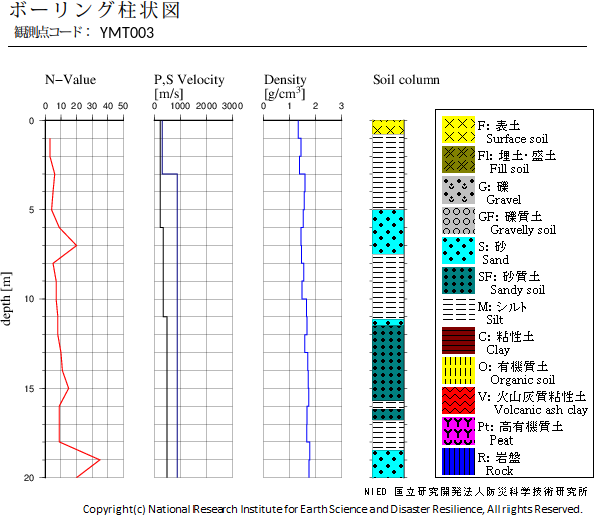 ボーリング柱状図
観測点コード： YMT003
N−Value
P,S Velocity
[m/s]
Density
[g/cm³]
Soil column
0 10 20 30 40 50
0 1000 2000 3000
0 1 2 3
depth [m]
0
5
10
15
20
F: 表土
Surface soil
Fl: 埋土・盛土
Fill soil
G: 礫
Gravel
GF: 礫質土
Gravelly soil
S: 砂
Sand
SF: 砂質土
Sandy soil
M: シルト
Silt
C: 粘性土
Clay
O: 有機質土
Organic soil
V: 火山灰質粘性土
Volcanic ash clay
Pt: 高有機質土
Peat
R: 岩盤
Rock
NIED 国立研究開発法人防災科学技術研究所
Copyright(c) National Research Institute for Earth Science and Disaster Resilience, All rights Reserved.